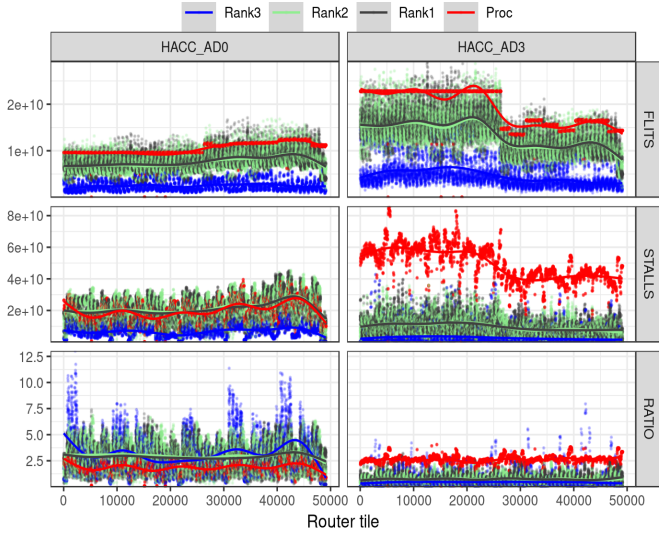 Rank3 Rank2 Rank1 Proc
HACC_AD0 HACC_AD3
2e+10
1e+10
FLITS
8e+10
6e+10
4e+10
2e+10
STALLS
12.5
10.0
7.5
5.0
2.5
RATIO
0 10000 20000 30000 40000 50000 0 10000 20000 30000 40000 50000
Router tile